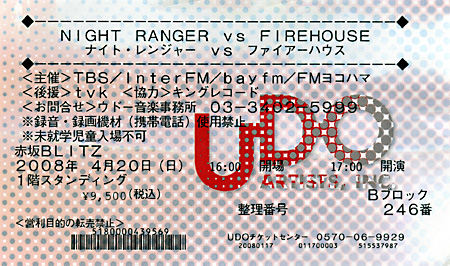 NIGHT RANGER vs FIREHOUSE
ナイト・レンジャー vs ファイアーハウス
<主催>TBS／InterFM／bayfm／FMヨコハマ
<後援>tvk <協力>キングレコード
<お問合せ>ウドー音楽事務所 03-3402-5999
※録音・録画機材（携帯電話）使用禁止
※未就学児童入場不可
赤坂BLITZ
2008年 4月20日（日） 16:00 開場 17:00 開演
1階スタンディング
¥9,500(税込) Bブロック
整理番号 246番
<営利目的の転売禁止>
5180000439569
UDOチケットセンター 0570-06-9929
20080117 011700003 515537987
UDO
ARTISTS, INC.